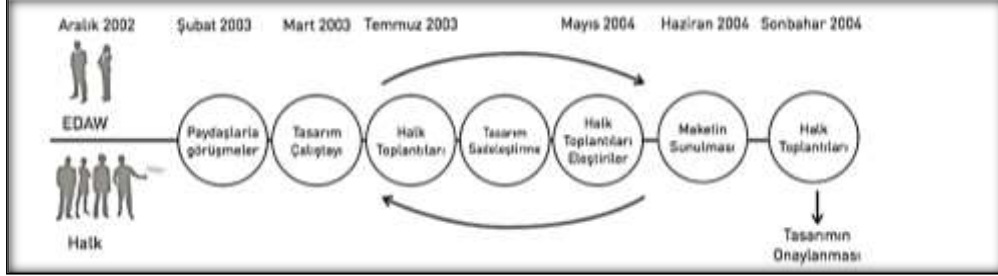 Aralık 2002 Şubat 2003 Mart 2003 Temmuz 2003 Mayıs 2004 Haziran 2004 Sonbahar 2004
EDAW
Paydaşlarla
görüşmeler
Tasarım
Çalıştayı
Halk
Toplantıları
Tasarım
Sadeleştirme
Halk
Toplantıları
Eleştiriler
Maketin
Sunulması
Halk
Toplantıları
Halk
Tasarımın
Onaylanması